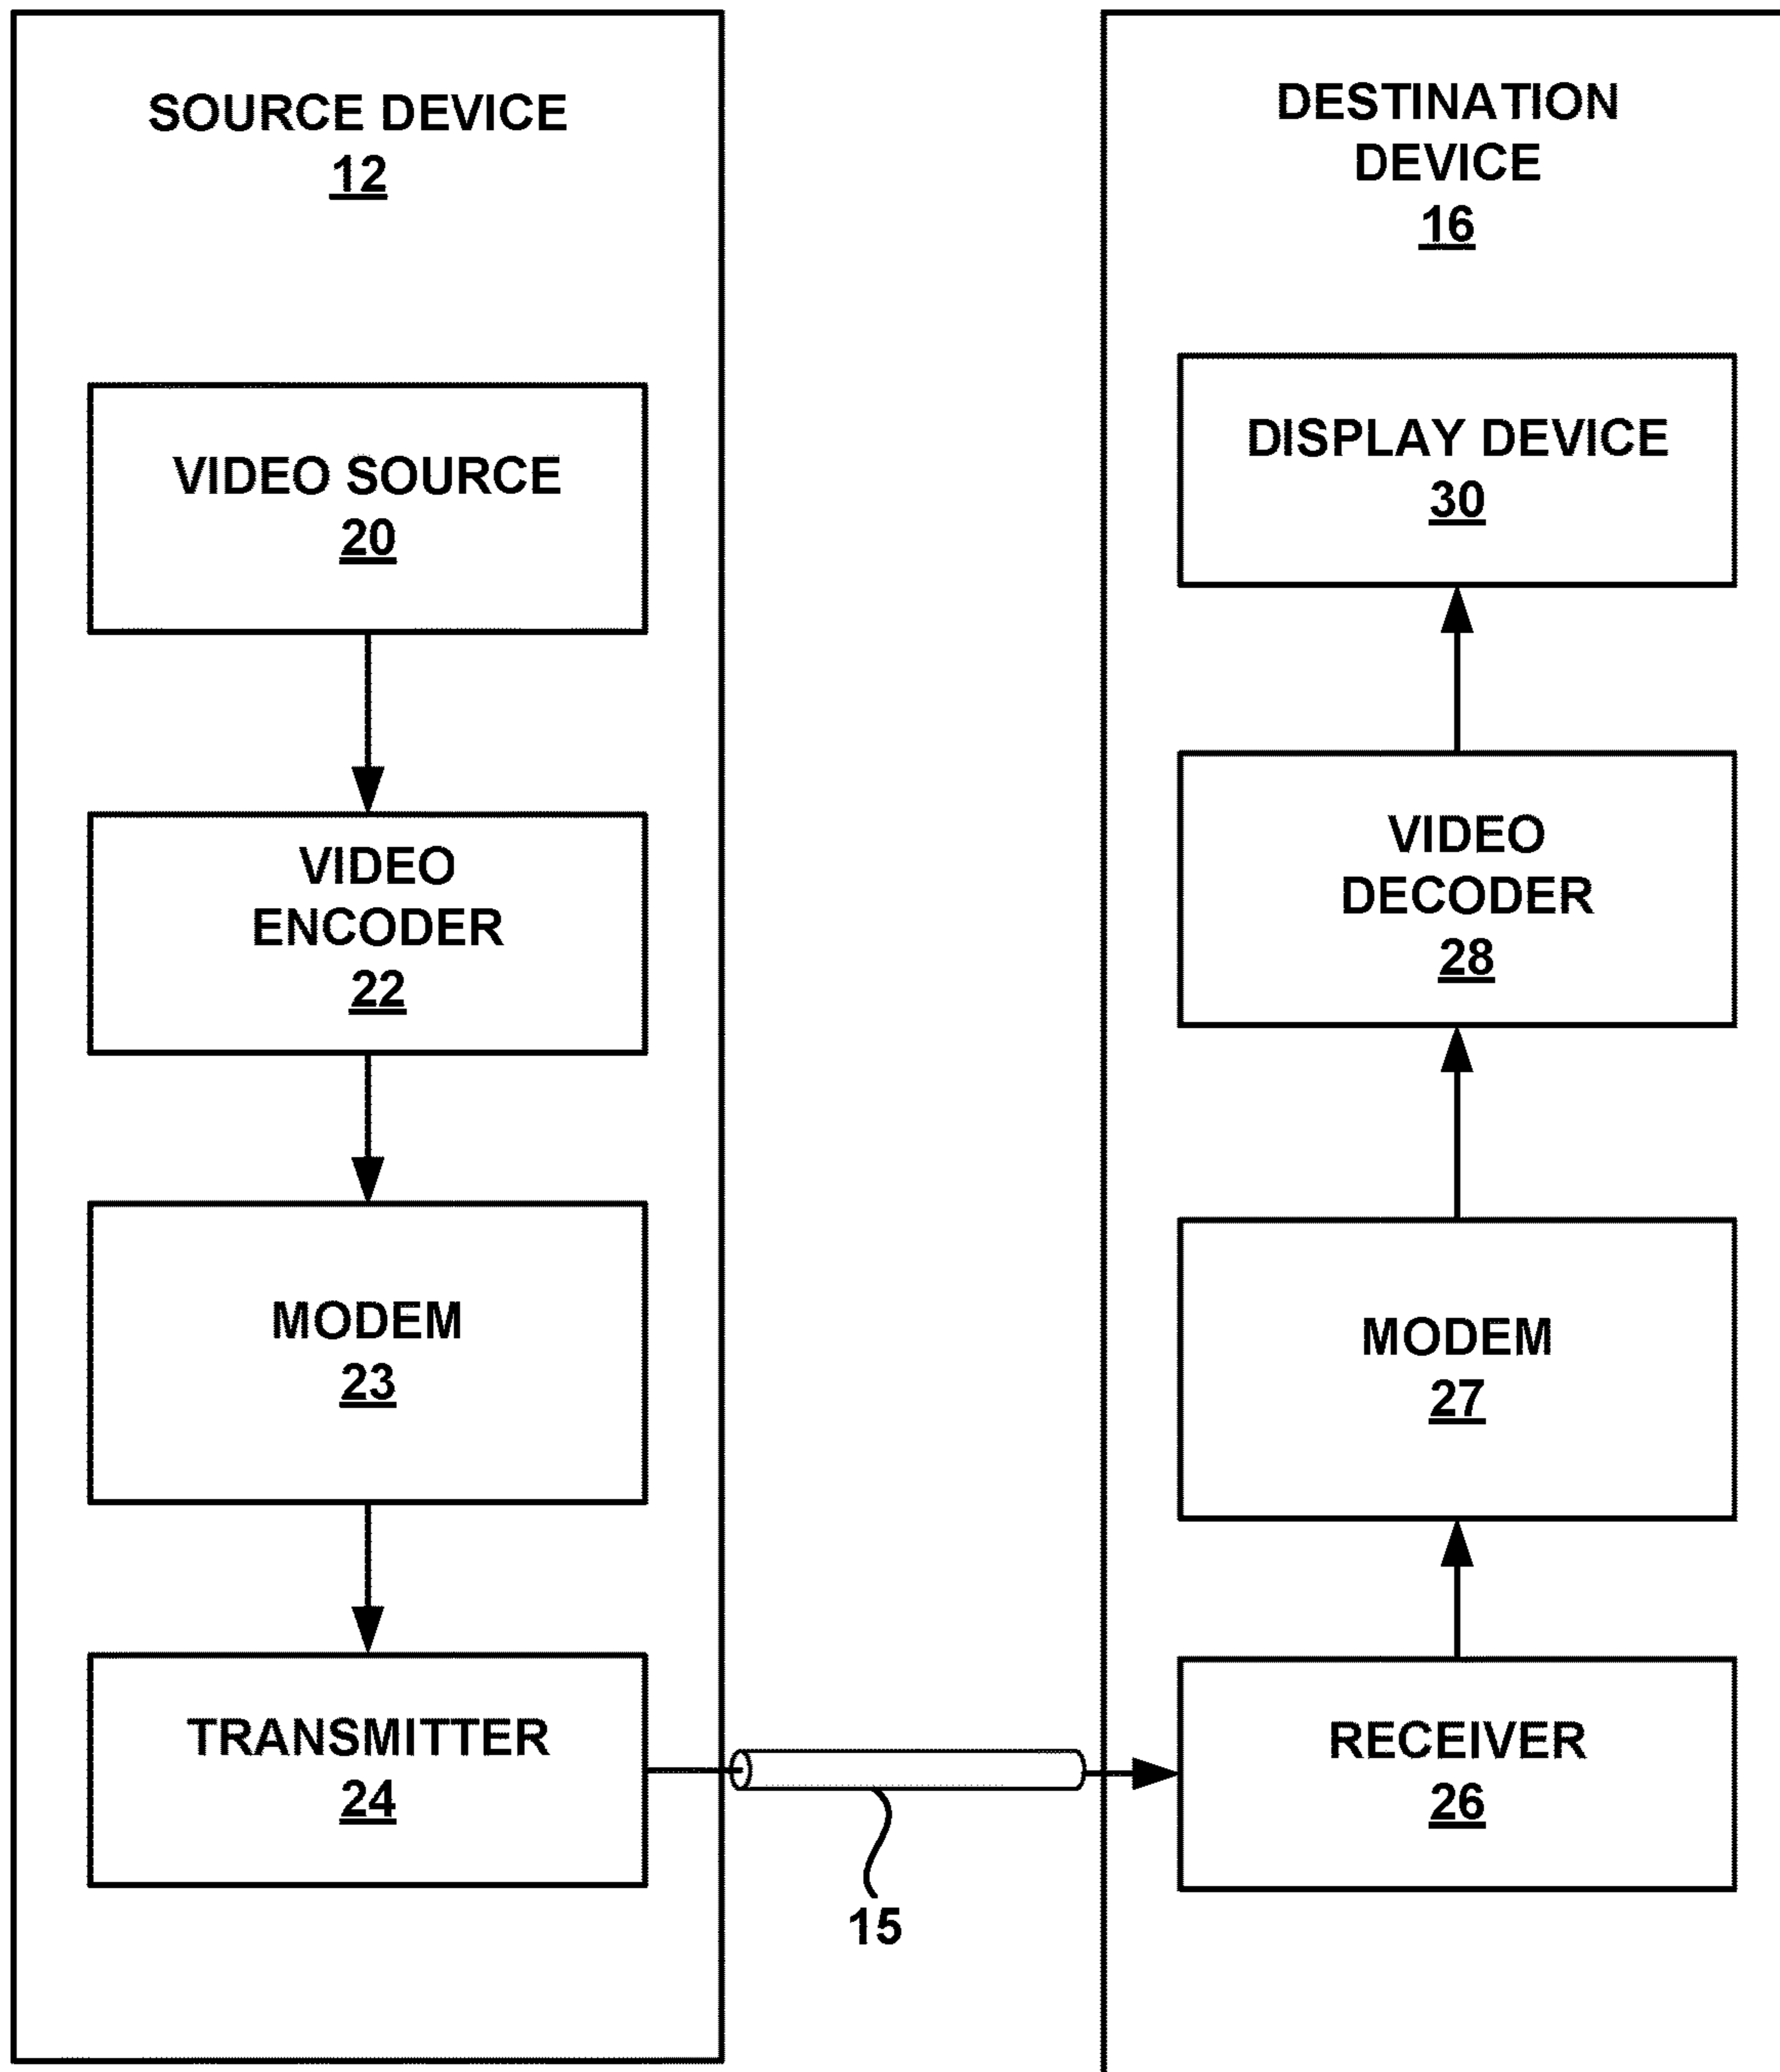 SOURCE DEVICE
12
VIDEO SOURCE
20
VIDEO
ENCODER
22
MODEM
23
TRANSMITTER
24
15
DESTINATION
DEVICE
16
DISPLAY DEVICE
30
VIDEO
DECODER
28
MODEM
27
RECEIVER
26